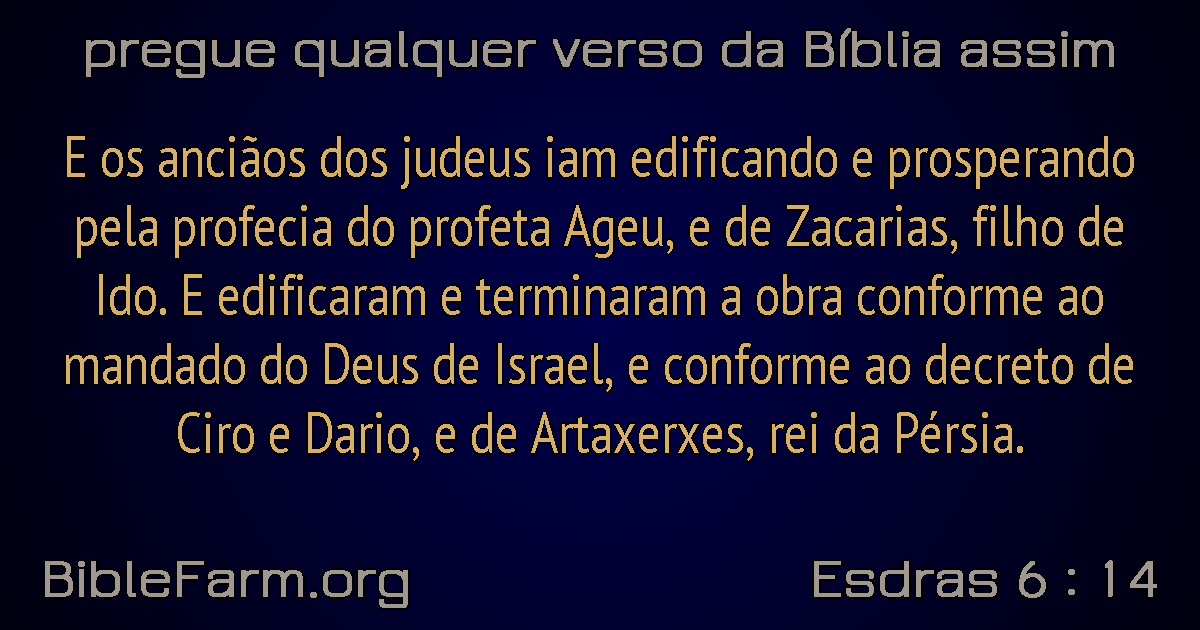 pregue qualquer verso da Bíblia assim
E os anciãos dos judeus iam edificando e prosperando
pela profecia do profeta Ageu, e de Zacarias, filho de
Ido. E edificaram e terminaram a obra conforme ao
mandado do Deus de Israel, e conforme ao decreto de
Ciro e Dario, e de Artaxerxes, rei da Pérsia.
BibleFarm.org
Esdras 6 : 14